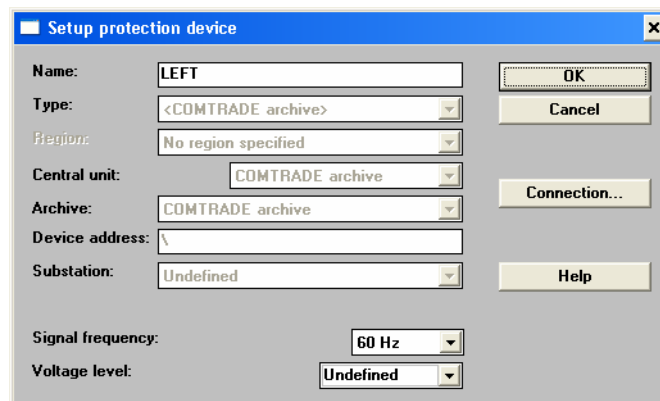 Setup protection device
Name: LEFT OK
Type: <COMTRADE archive> Cancel
Region: No region specified
Central unit: COMTRADE archive Connection...
Archive: COMTRADE archive
Device address: \
Substation: Undefined Help
Signal frequency: 60 Hz
Voltage level: Undefined